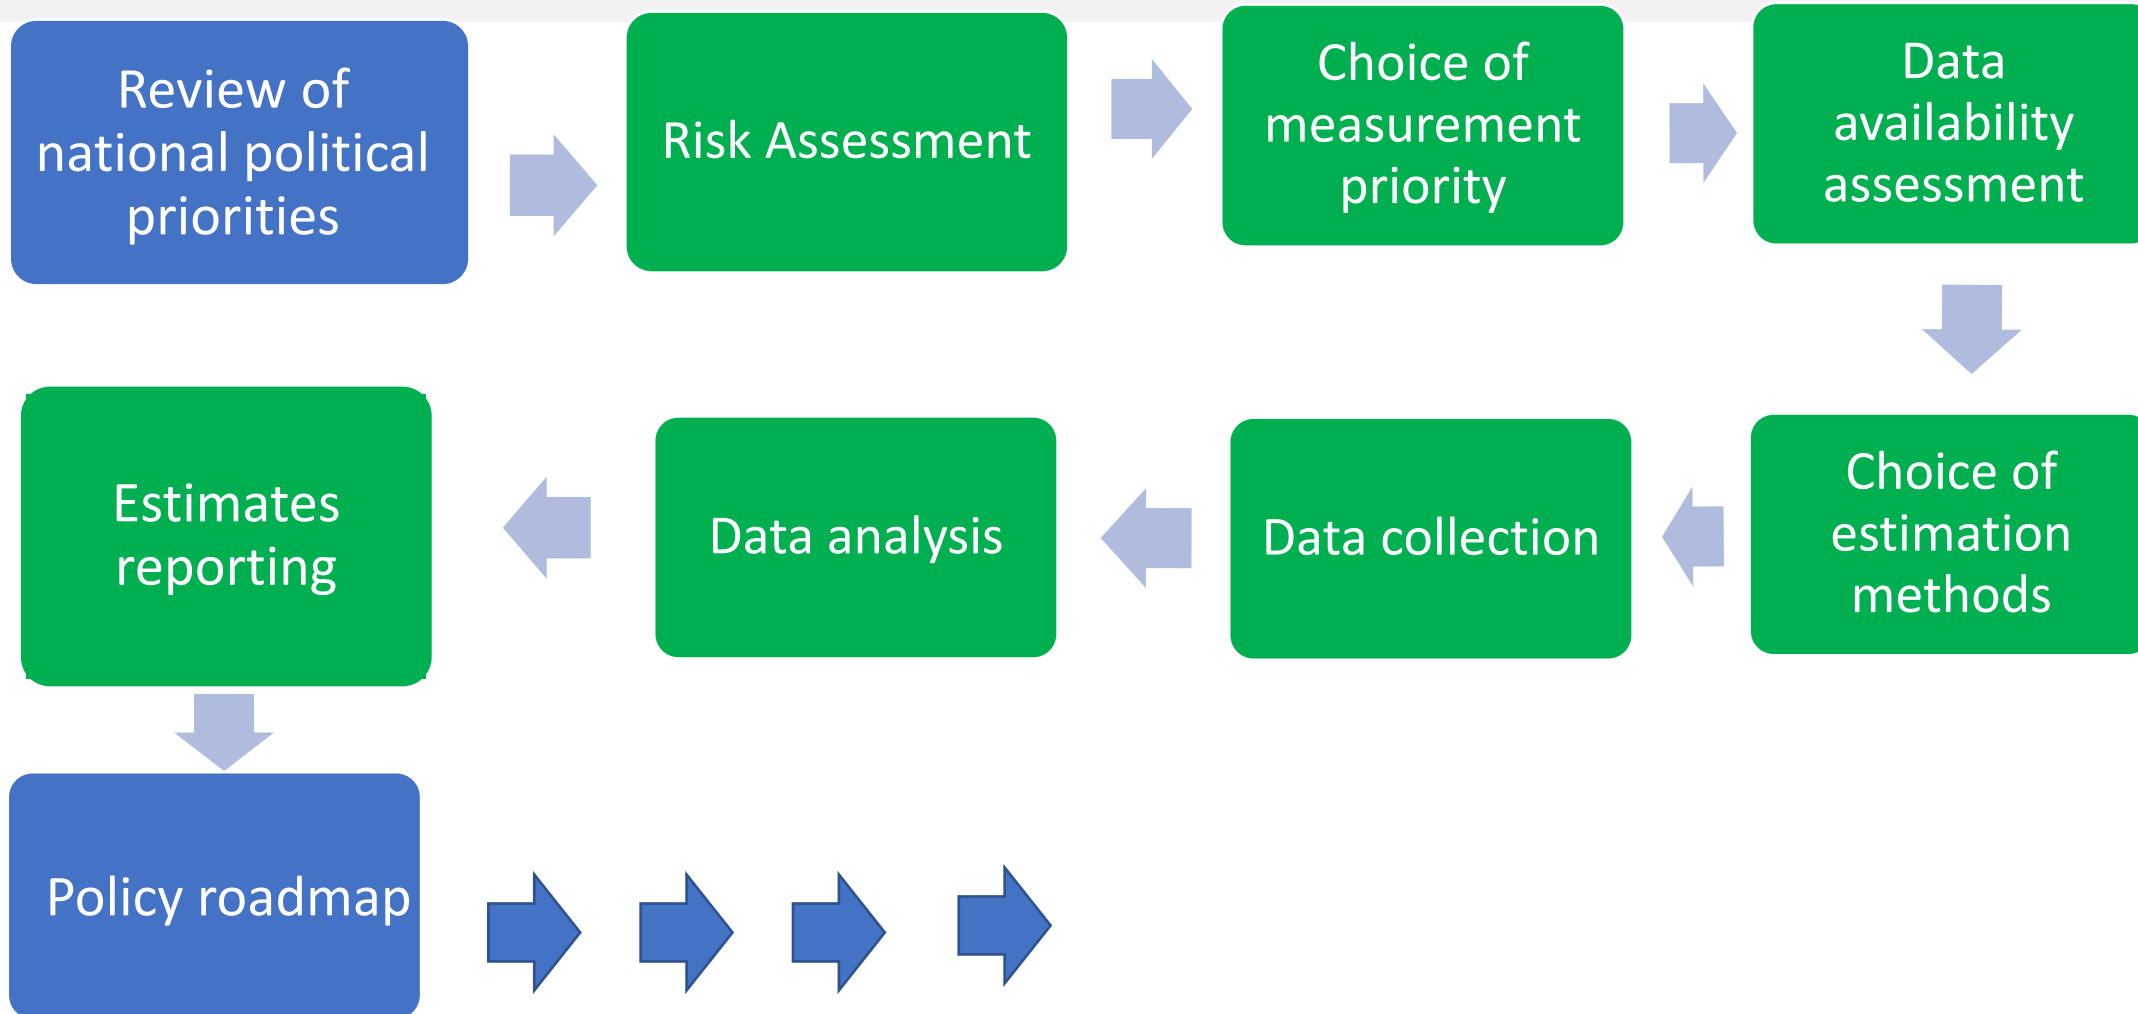 Review of
national political
priorities
Risk Assessment
Choice of
measurement
priority
Data
availability
assessment
Choice of
estimation
methods
Data collection
Data analysis
Estimates
reporting
Policy roadmap